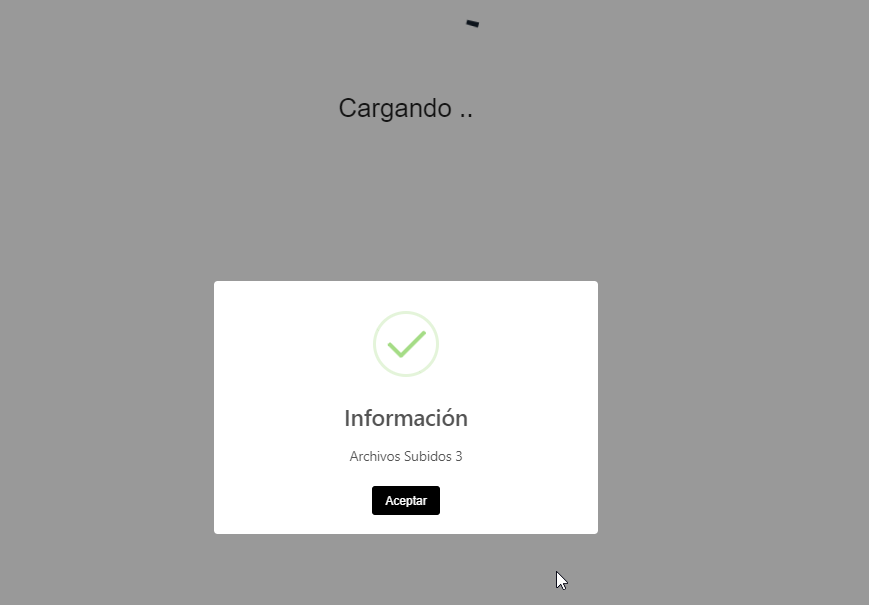 Cargando ..
Información
Archivos Subidos 3
Aceptar